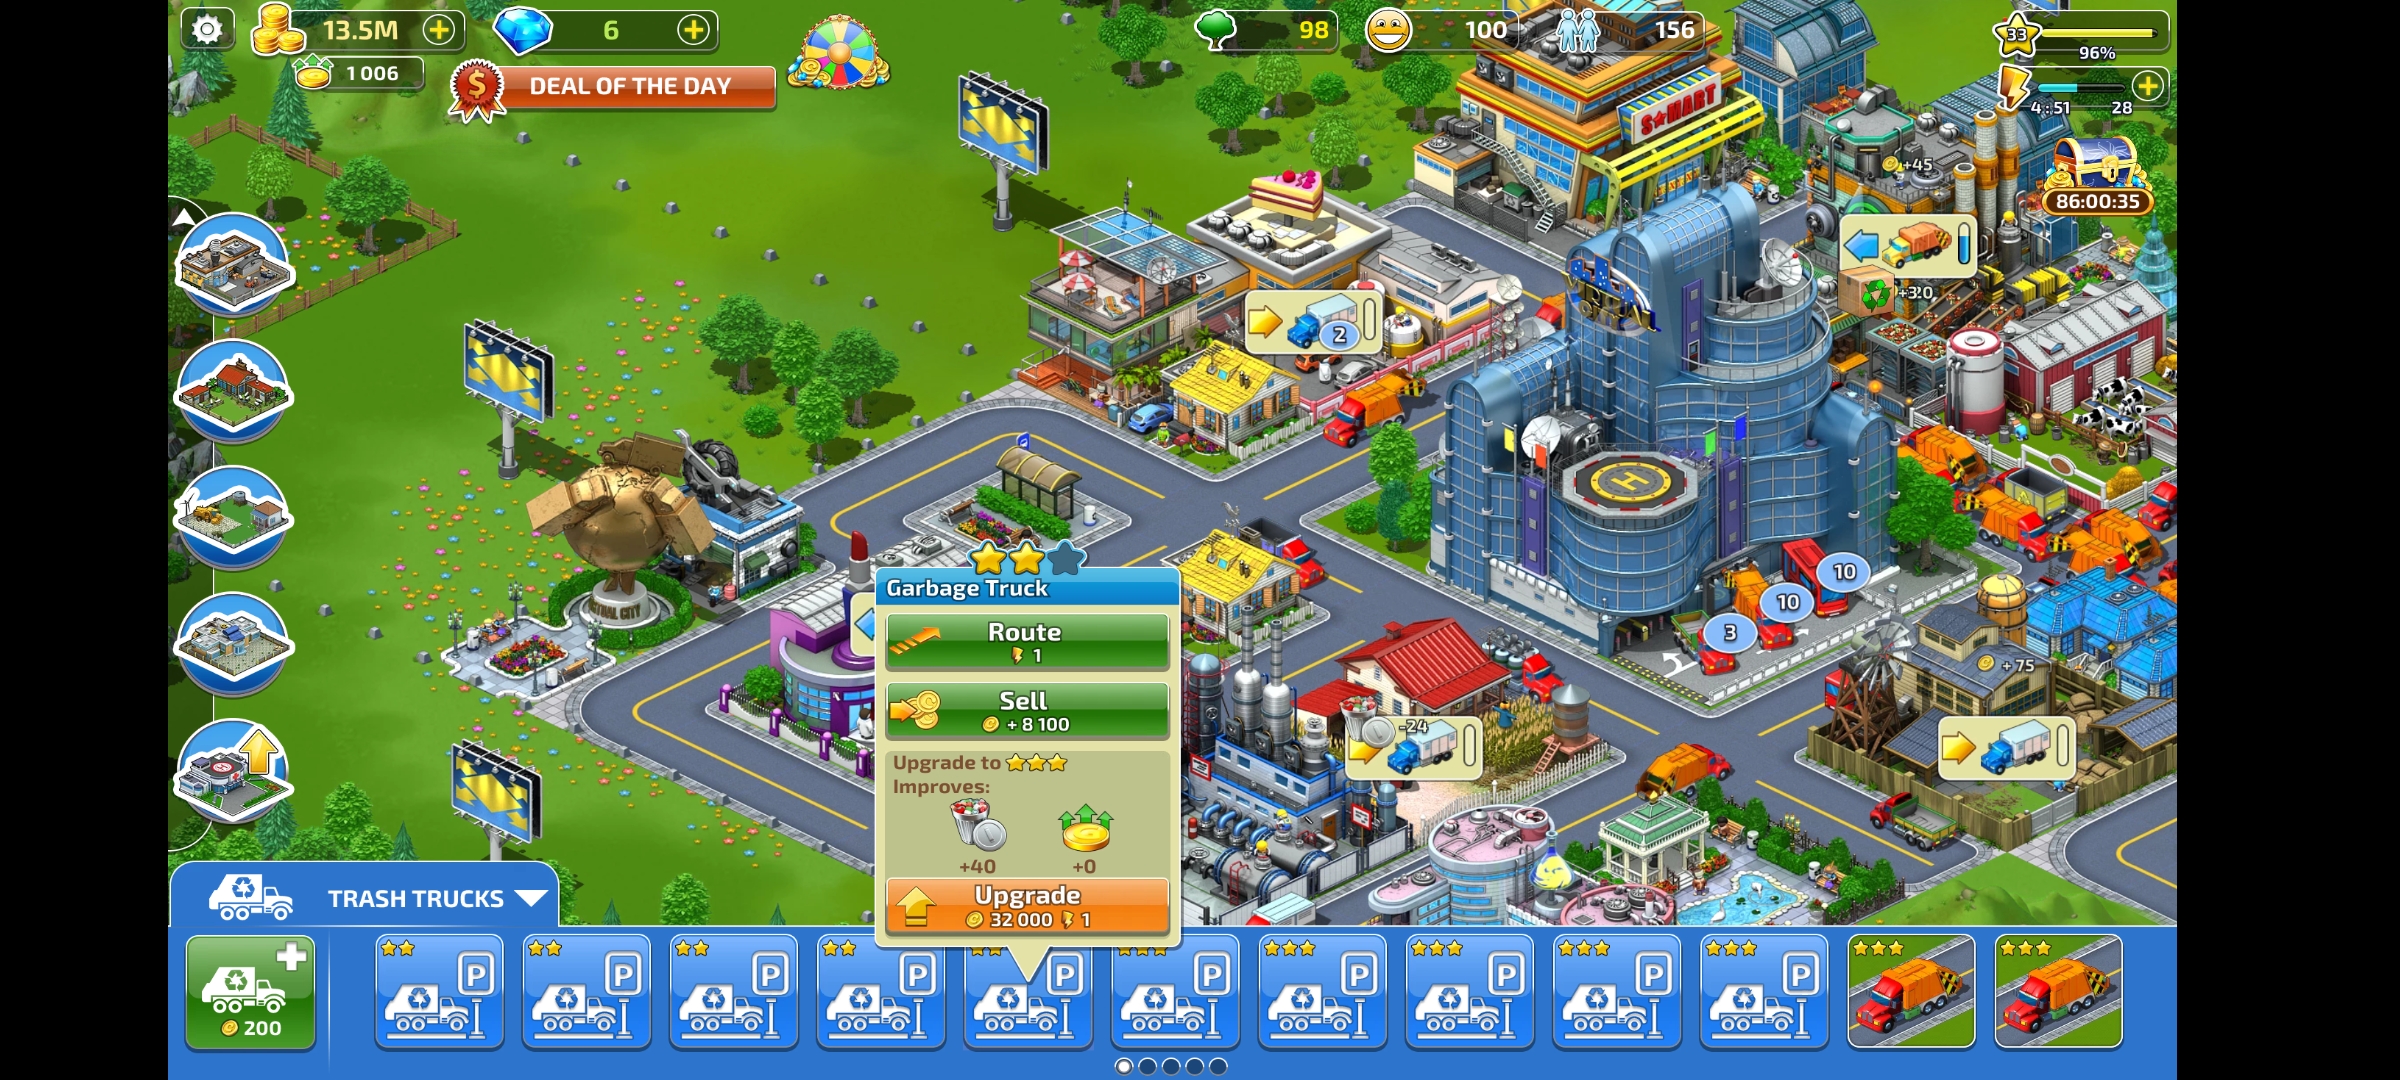 13.5M
6
98
100
156
33
96%
1 006
DEAL OF THE DAY
4:51
28
S★MART
+45
86:00:35
2
10
10
3
+75
-24
Garbage Truck
Route
1
Sell
+ 8 100
Upgrade to
Improves:
+40
+0
Upgrade
32 000 1
TRASH TRUCKS
200
P
P
P
P
P
P
P
P
P
P
H